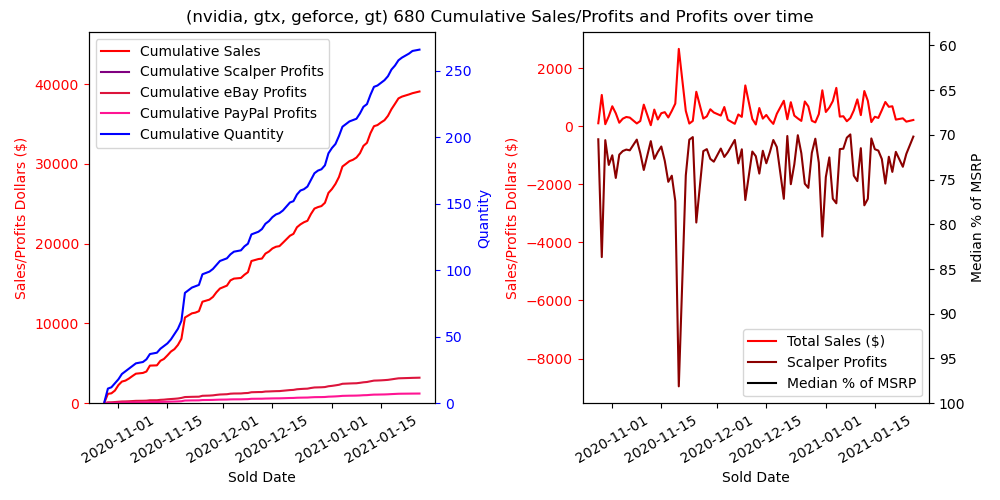 (nvidia, gtx, geforce, gt) 680 Cumulative Sales/Profits and Profits over time
Cumulative Sales
Cumulative Scalper Profits
Cumulative eBay Profits
Cumulative PayPal Profits
Cumulative Quantity
Sales/Profits Dollars ($)
40000
30000
20000
10000
0
250
200
150
100
50
0
Quantity
2020-11-01
2020-11-15
2020-12-01
2020-12-15
2021-01-01
2021-01-15
Sold Date
Sales/Profits Dollars ($)
2000
0
−2000
−4000
−6000
−8000
60
65
70
75
80
85
90
95
100
Median % of MSRP
Total Sales ($)
Scalper Profits
Median % of MSRP
2020-11-01
2020-11-15
2020-12-01
2020-12-15
2021-01-01
2021-01-15
Sold Date